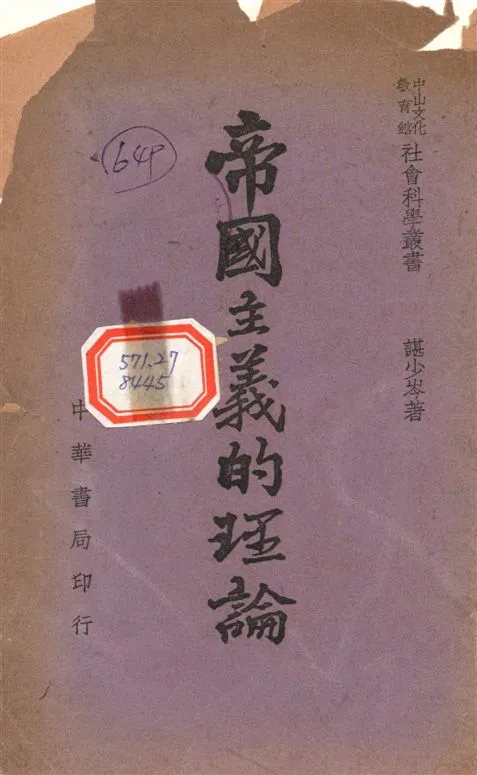 中山文化
教育館
社會科學叢書
諶少岑著
帝國主義的理論
571.27
8445
中華書局印行